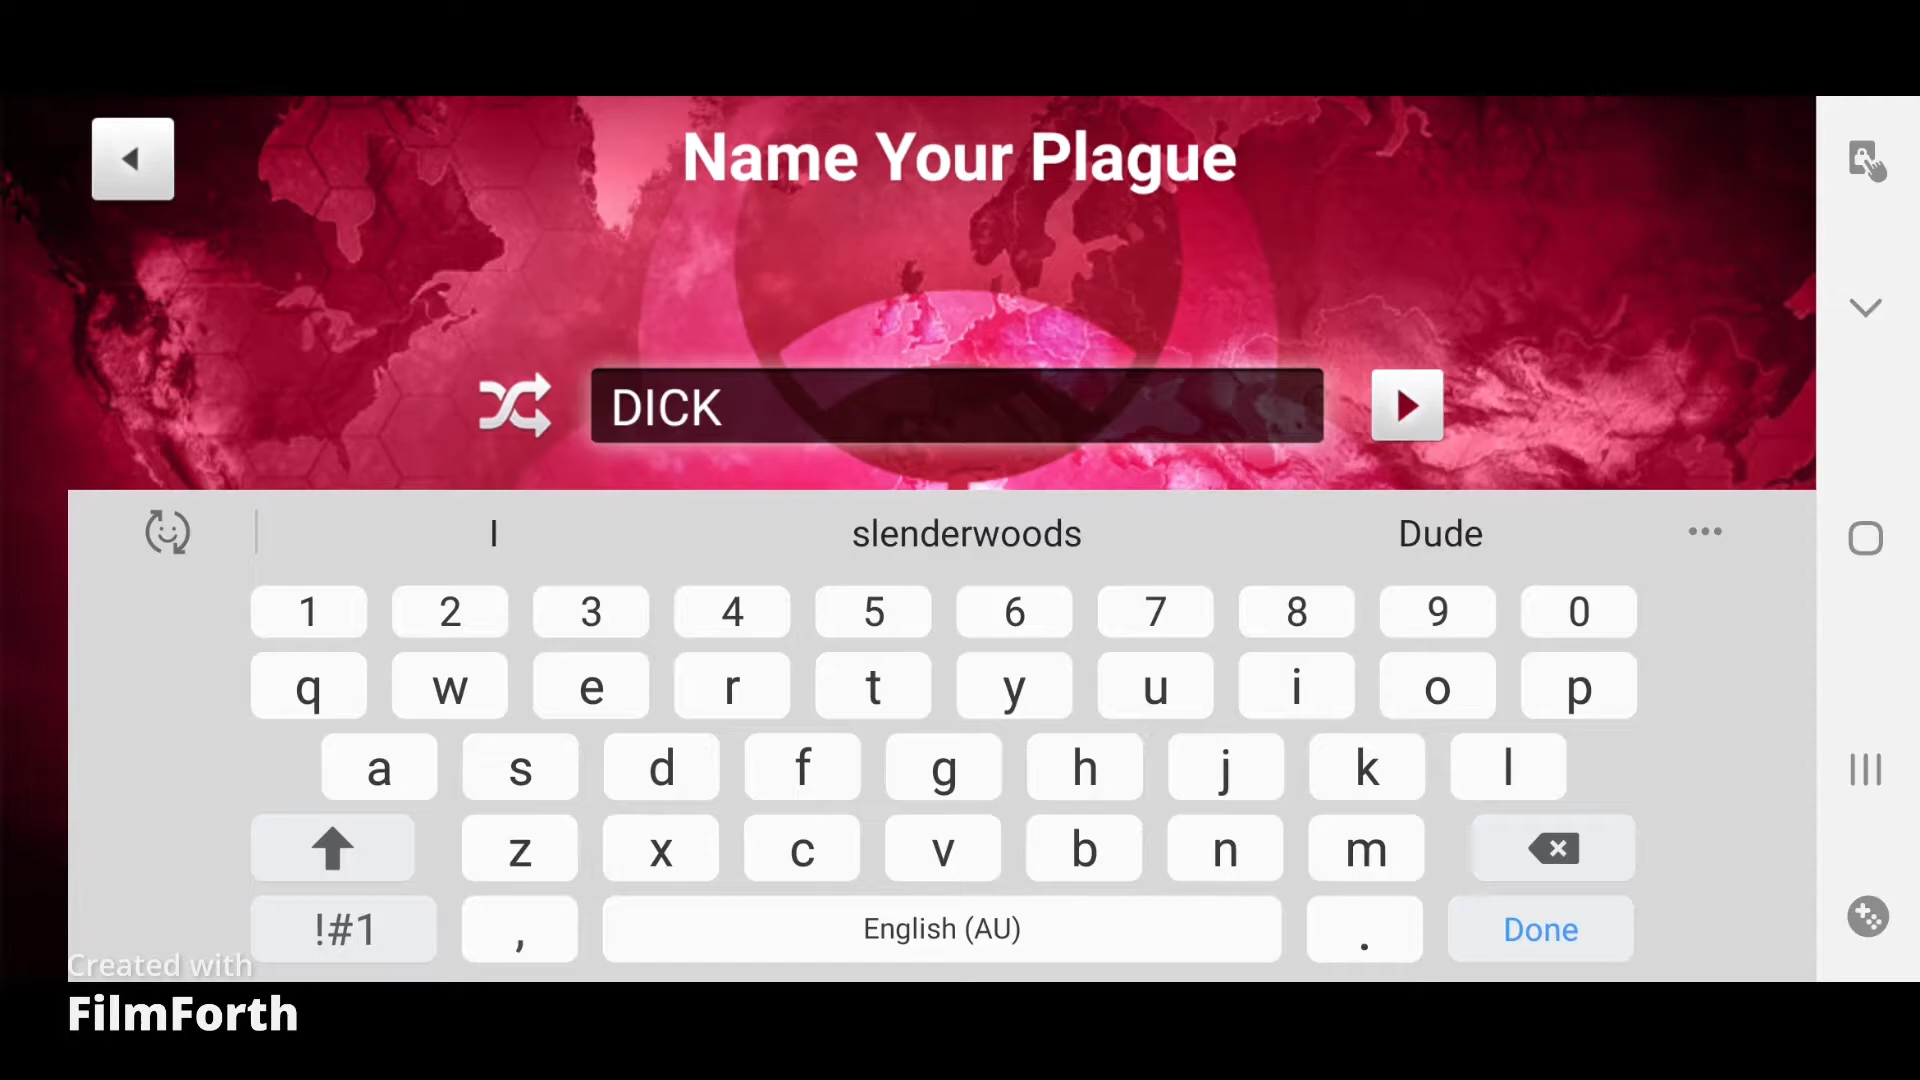 Name Your Plague
DICK
I slenderwoods Dude •••
1 2 3 4 5 6 7 8 9 0
q w e r t y u i o p
a s d f g h j k l
z x c v b n m
!#1 , English (AU) . Done
Created with
FilmForth